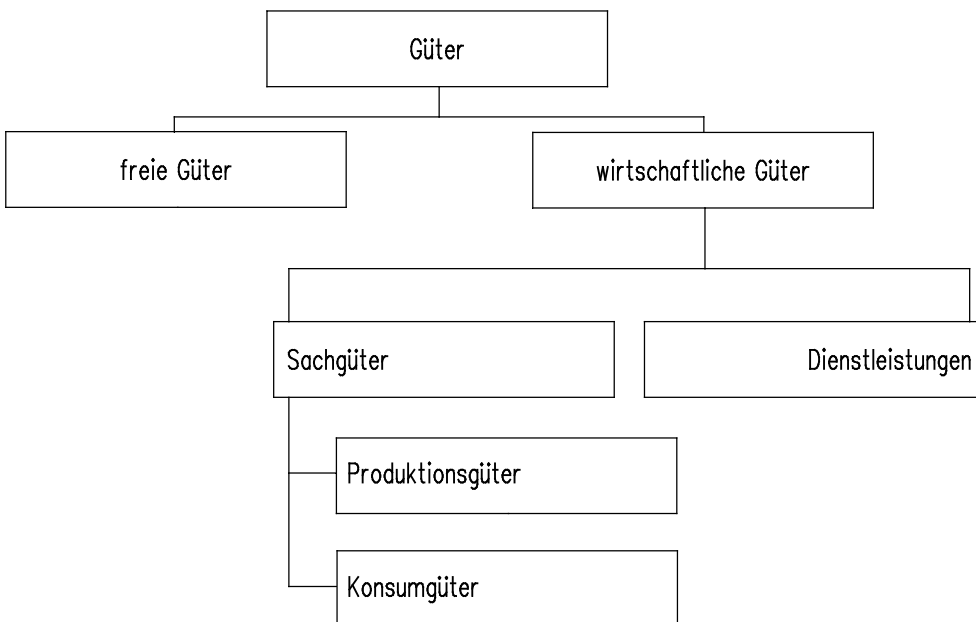 Güter
freie Güter
wirtschaftliche Güter
Sachgüter
Dienstleistungen
Produktionsgüter
Konsumgüter